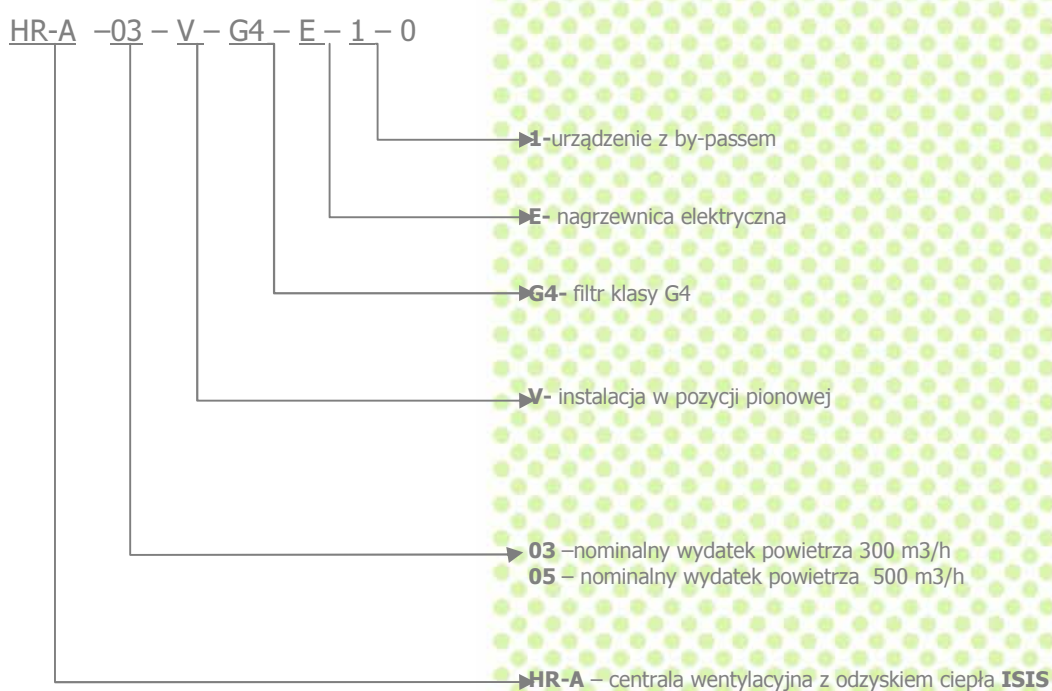 HR-A –03 – V – G4 – E – 1 – 0
1-urządzenie z by-passem
E- nagrzewnica elektryczna
G4- filtr klasy G4
V- instalacja w pozycji pionowej
03 –nominalny wydatek powietrza 300 m3/h
05 – nominalny wydatek powietrza 500 m3/h
HR-A – centrala wentylacyjna z odzyskiem ciepła ISIS